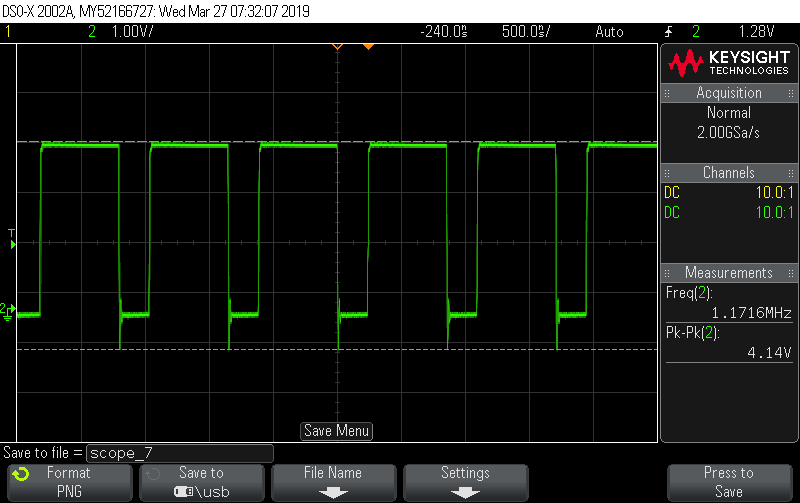 DSO-X 2002A, MY52166727: Wed Mar 27 07:32:07 2019
1 2 1.00V/ -240.0ns 500.0ns/ Auto 2 1.28V
KEYSIGHT
TECHNOLOGIES
Acquisition
Normal
2.00GSa/s
Channels
DC 10.0:1
DC 10.0:1
T
2
Measurements
Freq(2):
1.1716MHz
Pk-Pk(2):
4.14V
Save Menu
Save to file = scope_7
Format
PNG
Save to
\usb
File Name
Settings
Press to
Save